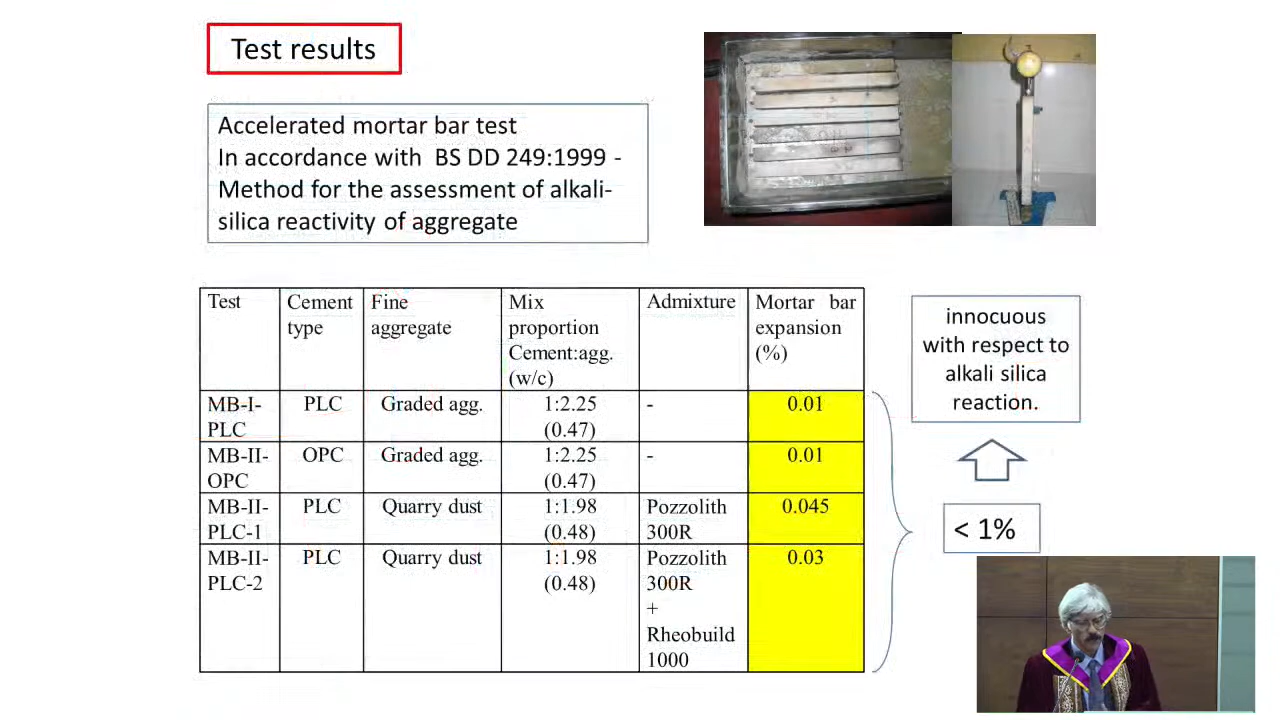 Test results
Accelerated mortar bar test
In accordance with BS DD 249:1999 -
Method for the assessment of alkali-
silica reactivity of aggregate
Test
Cement
type
Fine
aggregate
Mix
proportion
Cement:agg.
(w/c)
Admixture
Mortar bar
expansion
(%)
MB-I-
PLC
PLC
Graded agg.
1:2.25
(0.47)
-
0.01
MB-II-
OPC
OPC
Graded agg.
1:2.25
(0.47)
-
0.01
MB-II-
PLC-1
PLC
Quarry dust
1:1.98
(0.48)
Pozzolith
300R
0.045
MB-II-
PLC-2
PLC
Quarry dust
1:1.98
(0.48)
Pozzolith
300R
+
Rheobuild
1000
0.03
innocuous
with respect to
alkali silica
reaction.
< 1%